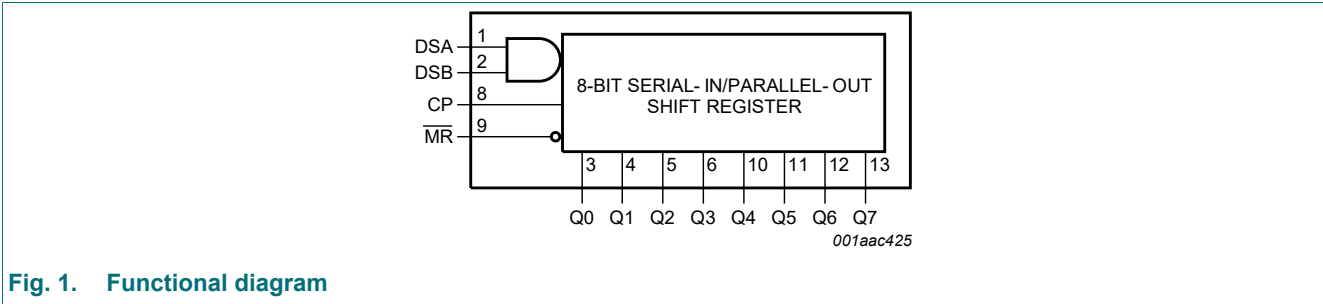 DSA 1
DSB 2
8-BIT SERIAL- IN/PARALLEL- OUT
SHIFT REGISTER
CP 8
MR 9
3 4 5 6 10 11 12 13
Q0 Q1 Q2 Q3 Q4 Q5 Q6 Q7
001aac425
Fig. 1. Functional diagram